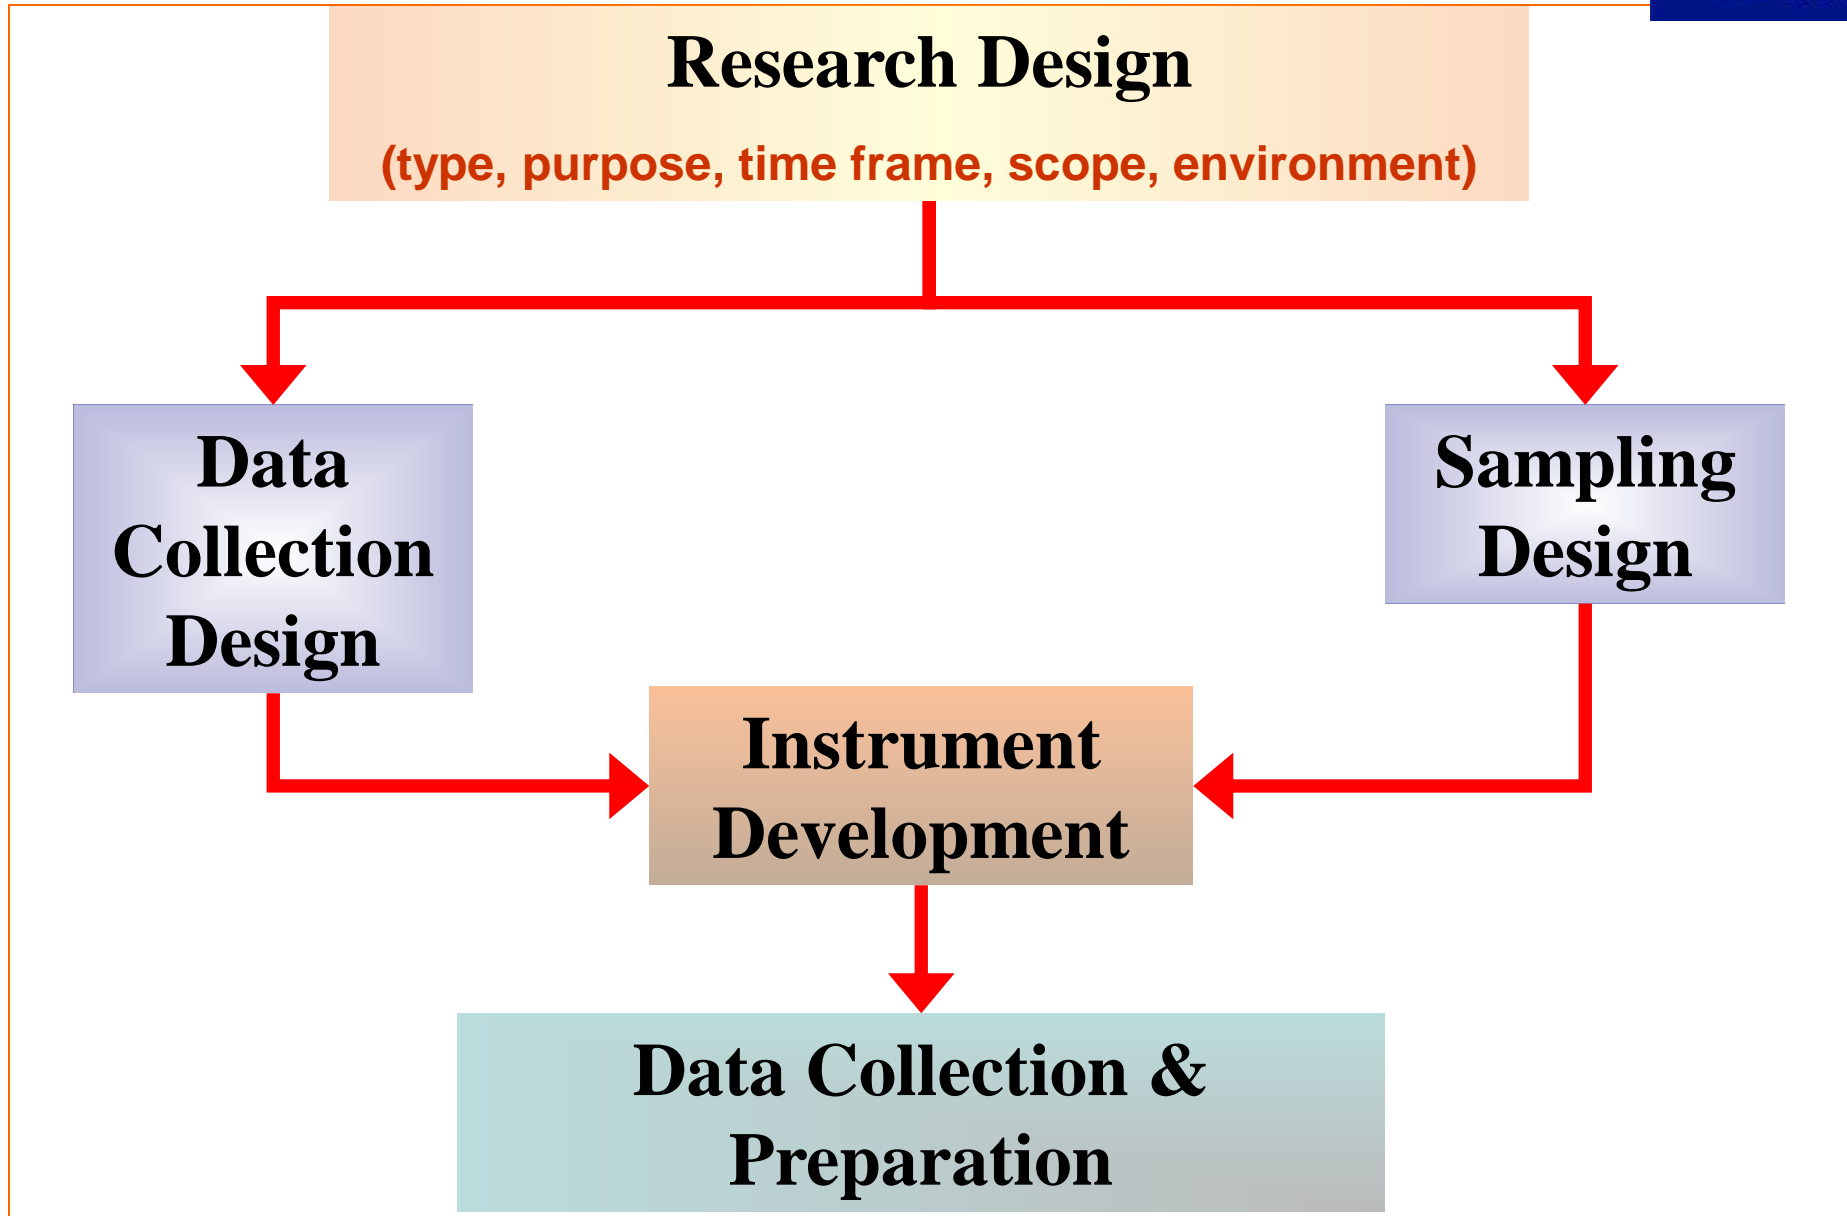 Research Design
(type, purpose, time frame, scope, environment)
Data
Collection
Design
Sampling
Design
Instrument
Development
Data Collection &
Preparation